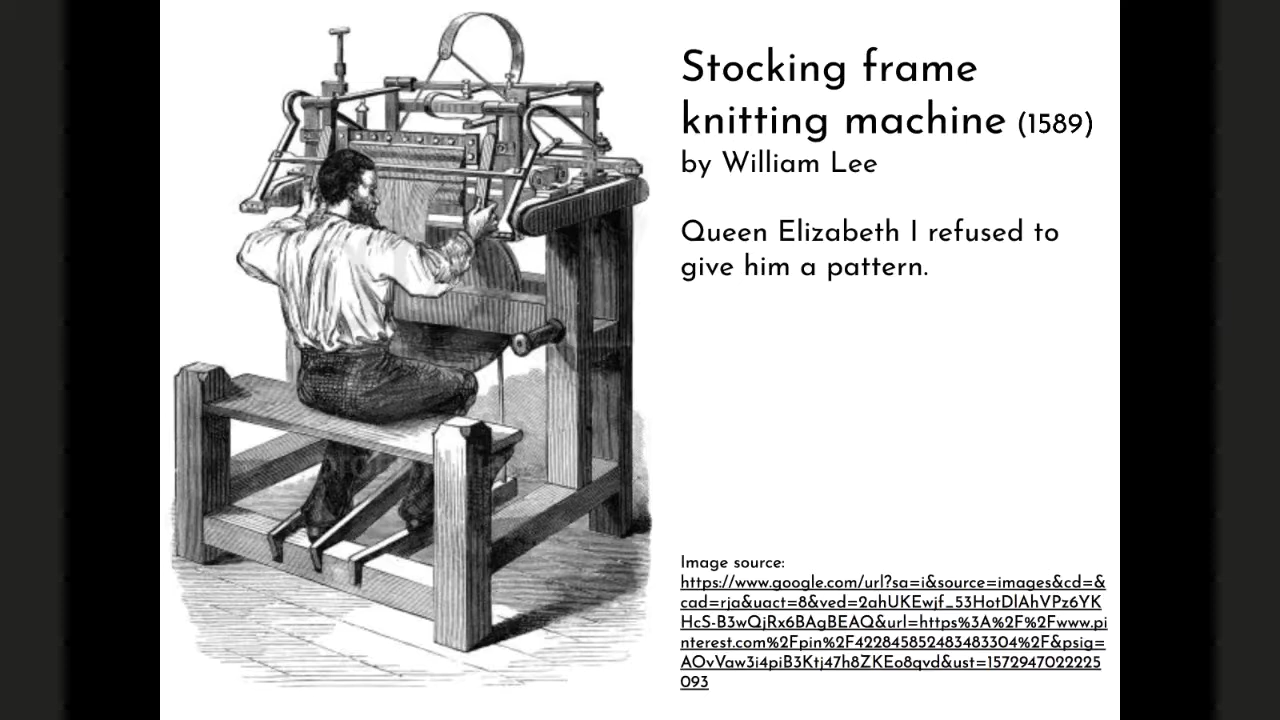 Stocking frame
knitting machine (1589)
by William Lee
Queen Elizabeth I refused to
give him a pattern.
Image source:
https://www.google.com/url?sa=i&source=images&cd=&
cad=rja&uact=8&ved=2ahUKEwjf_53HotDlAhVPz6YK
HcS-B3wQjRx6BAgBEAQ&url=https%3A%2F%2Fwww.pi
nterest.com%2Fpin%2F422845852483483304%2F&psig=
AOvVaw3i4piB3Ktj47h8ZKEo8qvd&ust=1572947022225
093